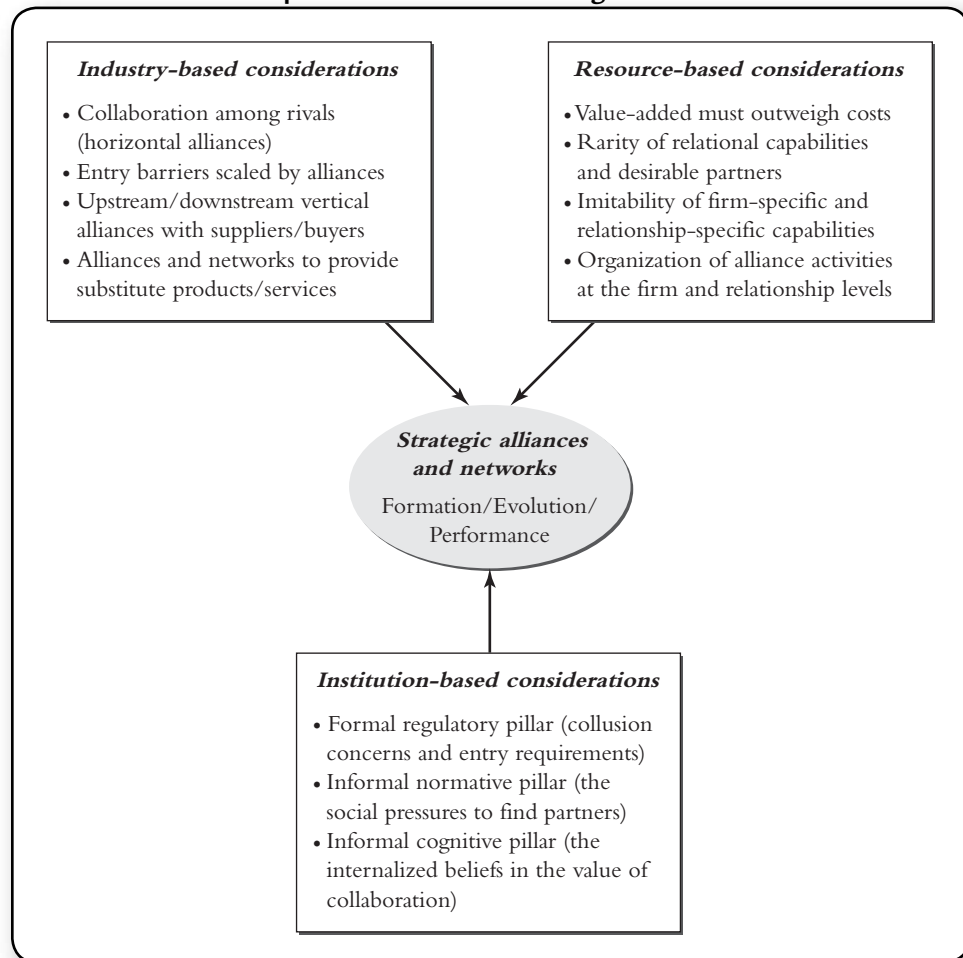 Industry-based considerations
• Collaboration among rivals
(horizontal alliances)
• Entry barriers scaled by alliances
• Upstream/downstream vertical
alliances with suppliers/buyers
• Alliances and networks to provide
substitute products/services
Resource-based considerations
• Value-added must outweigh costs
• Rarity of relational capabilities
and desirable partners
• Imitability of firm-specific and
relationship-specific capabilities
• Organization of alliance activities
at the firm and relationship levels
Strategic alliances
and networks
Formation/Evolution/
Performance
Institution-based considerations
• Formal regulatory pillar (collusion
concerns and entry requirements)
• Informal normative pillar (the
social pressures to find partners)
• Informal cognitive pillar (the
internalized beliefs in the value of
collaboration)